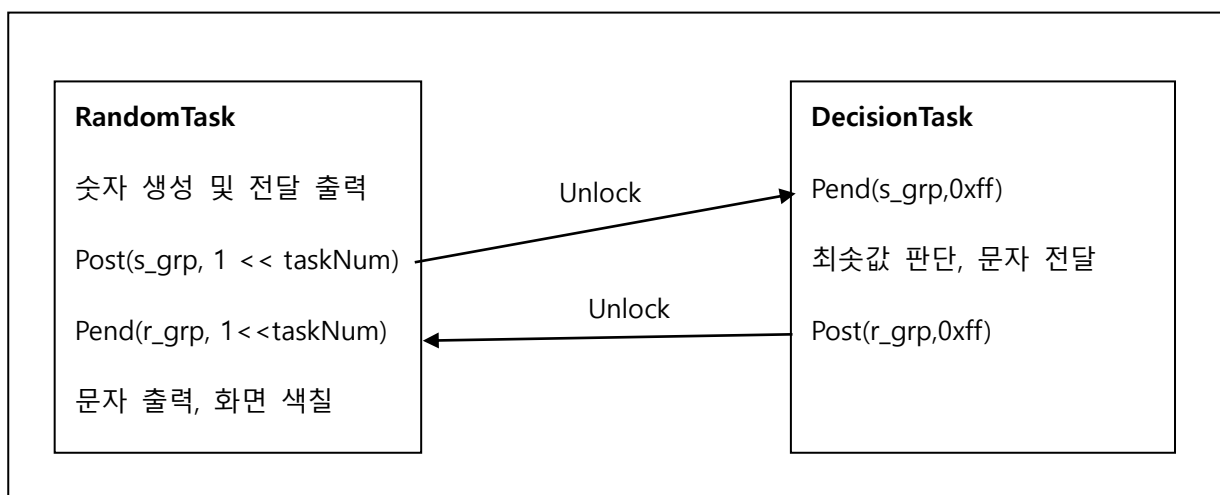 RandomTask
숫자 생성 및 전달 출력
Post(s_grp, 1 << taskNum)
Pend(r_grp, 1<<taskNum)
문자 출력, 화면 색칠
Unlock
Unlock
DecisionTask
Pend(s_grp,0xff)
최솟값 판단, 문자 전달
Post(r_grp,0xff)